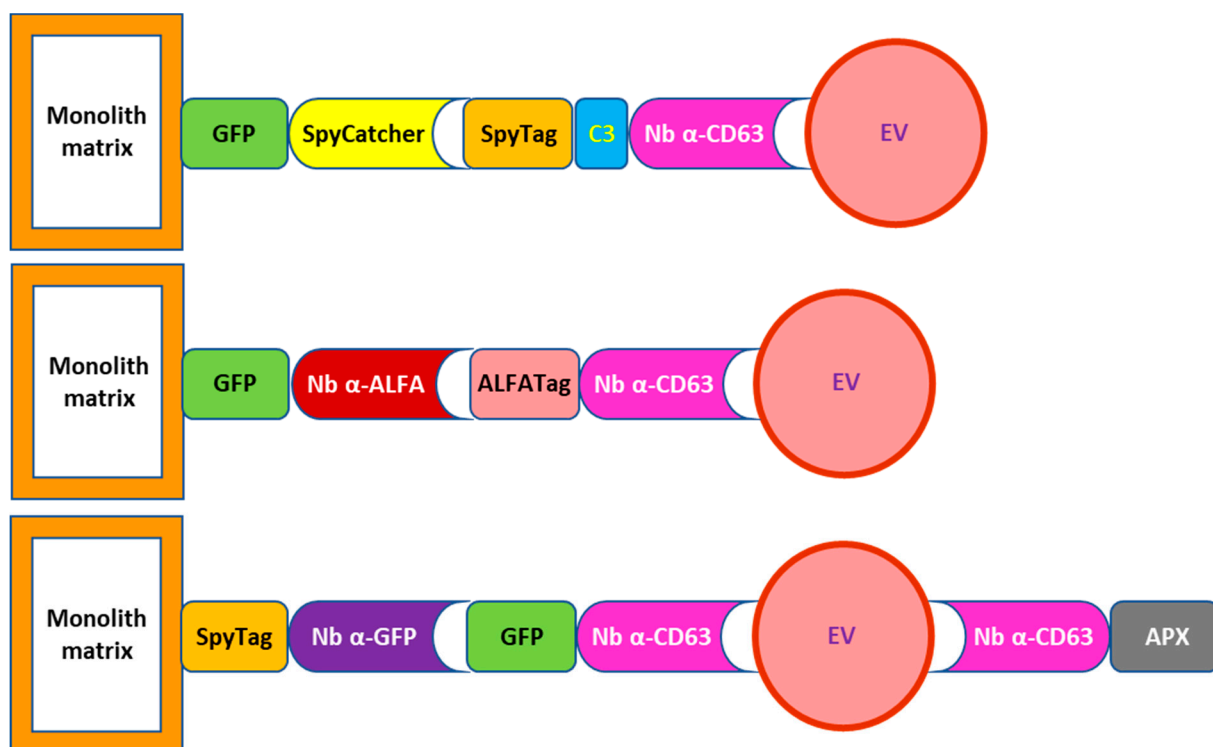 Monolith
matrix
GFP
SpyCatcher
SpyTag
C3
Nb α-CD63
EV
Monolith
matrix
GFP
Nb α-ALFA
ALFATag
Nb α-CD63
EV
Monolith
matrix
SpyTag
Nb α-GFP
GFP
Nb α-CD63
EV
Nb α-CD63
APX